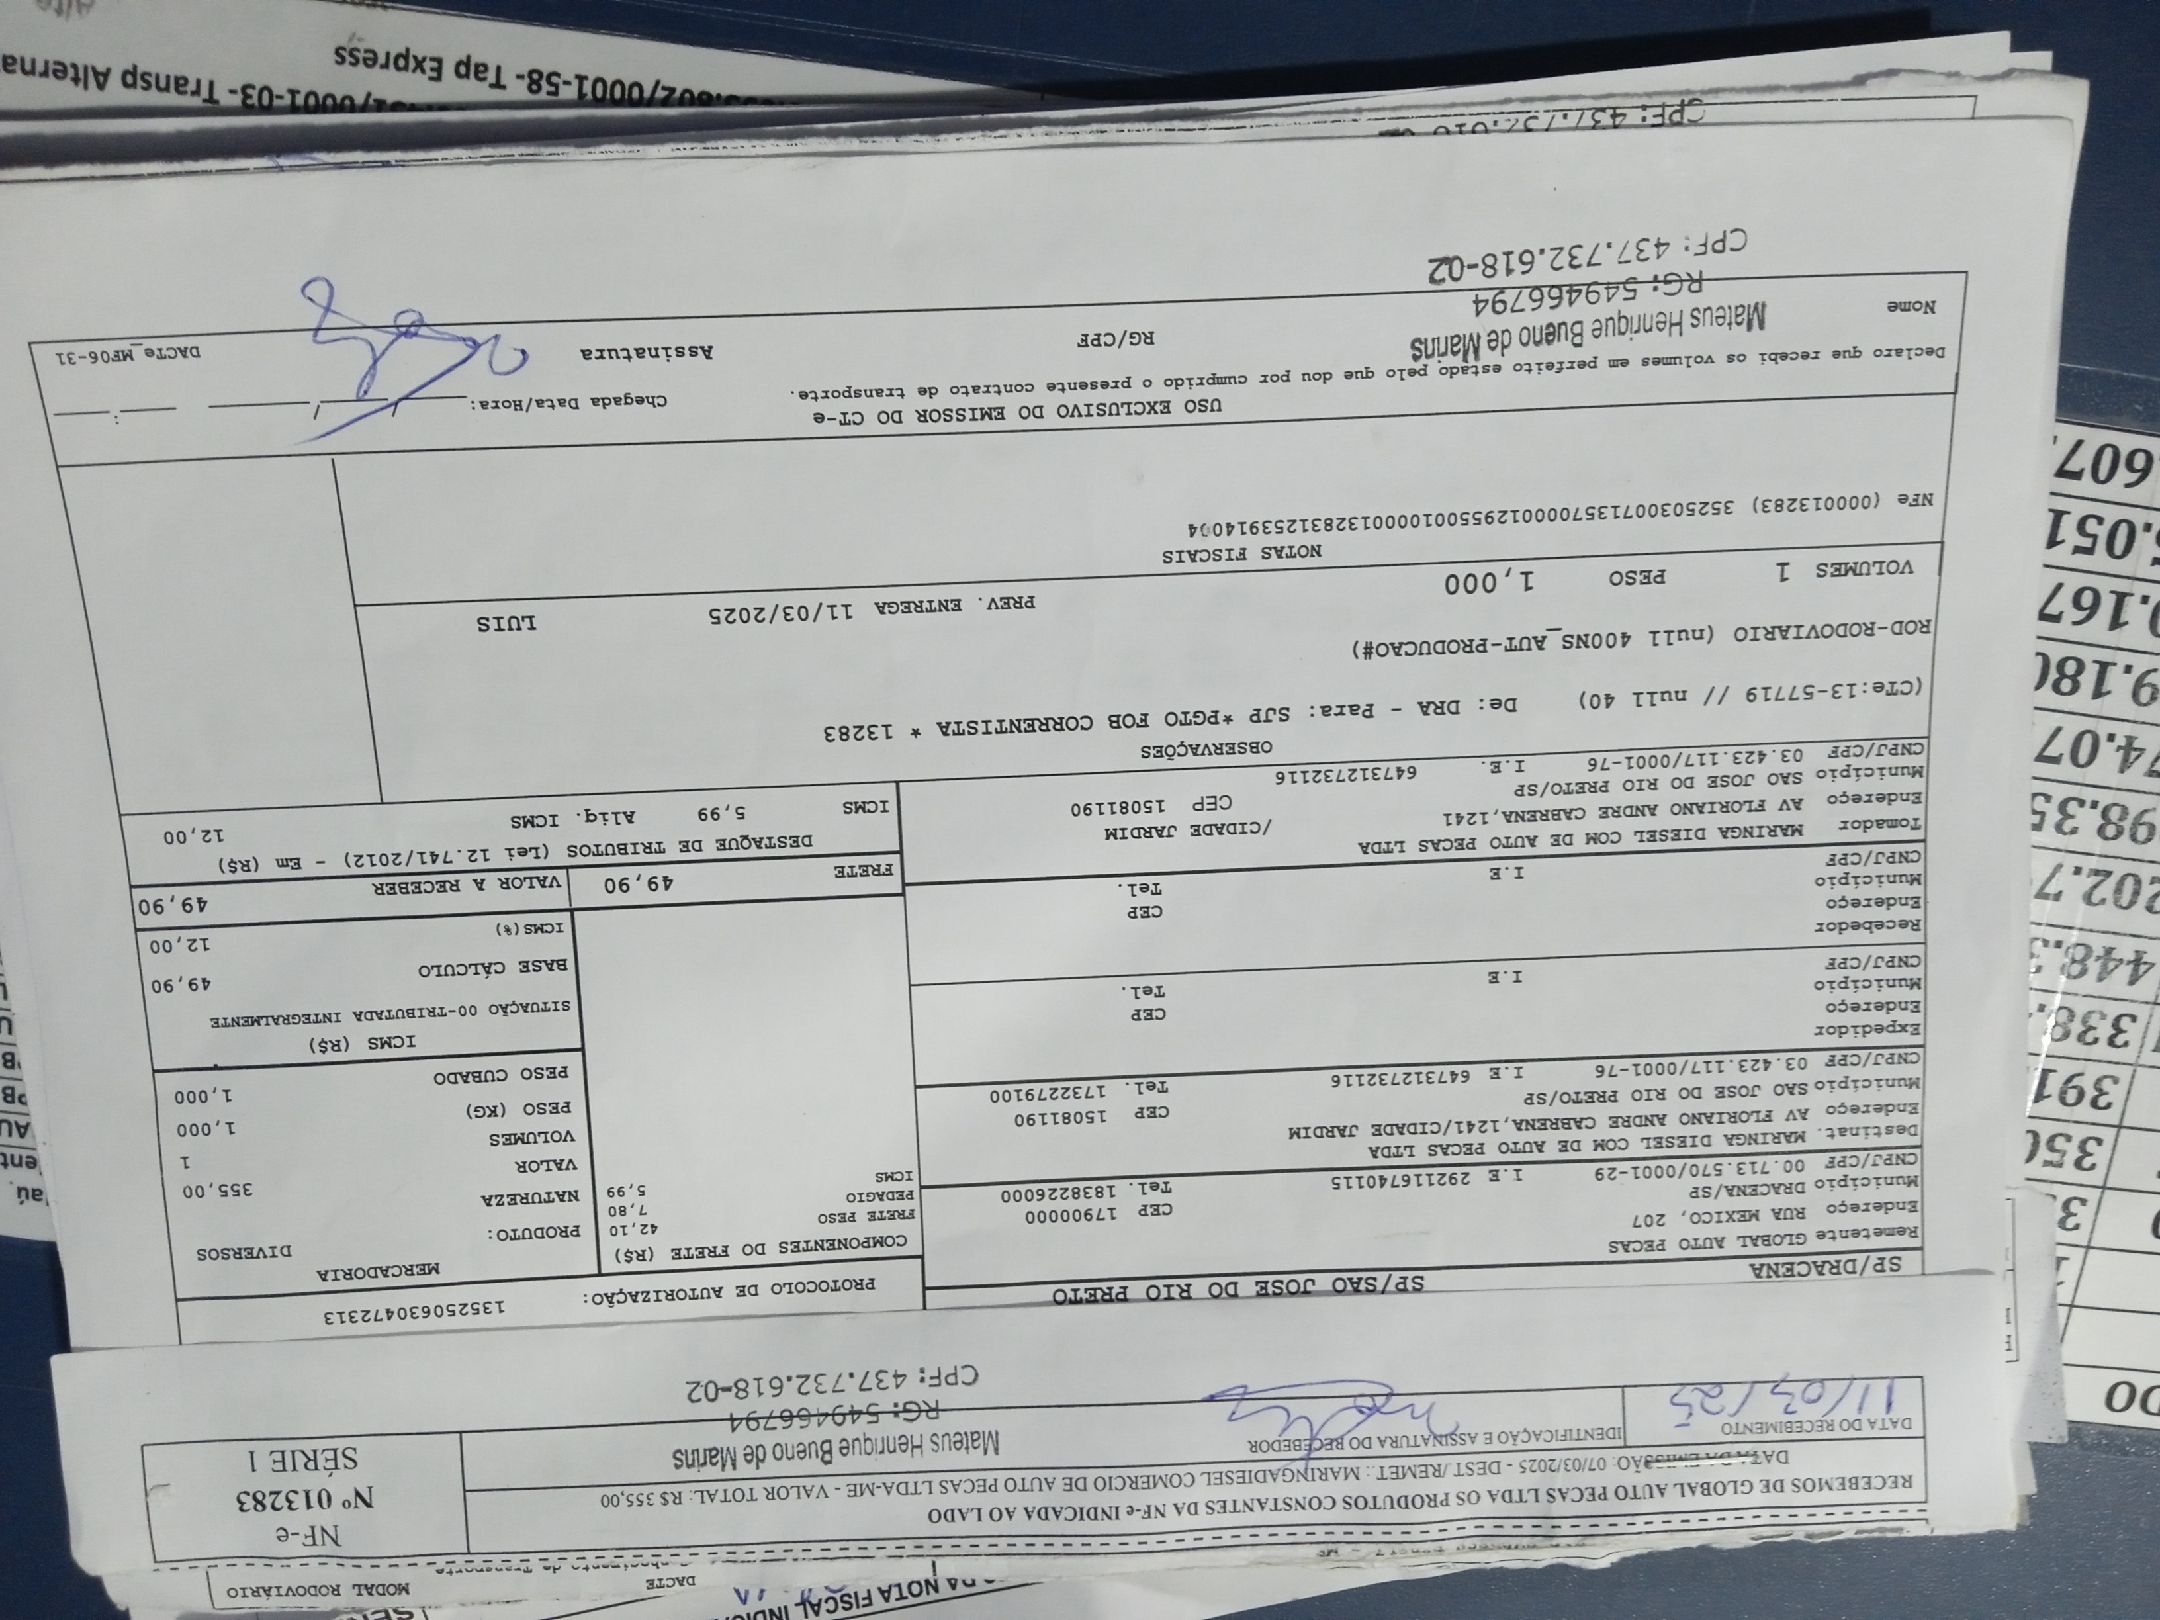 DACTE
MODAL RODOVIÁRIO
RECEBEMOS DE GLOBAL AUTO PECAS LTDA OS PRODUTOS CONSTANTES DA NF-e INDICADA AO LADO
DATA DA EMISSÃO: 07/03/2025 - DEST/REMET.: MARINGADIESEL COMERCIO DE AUTO PECAS LTDA-ME - VALOR TOTAL: R$ 355,00
DATA DO RECEBIMENTO
11/03/25
IDENTIFICAÇÃO E ASSINATURA DO RECEBEDOR
Mateus Henrique Bueno de Marins
RG: 549466794
CPF: 437.732.618-02
NF-e
Nº 013283
SÉRIE 1
SP/DRACENA
SP/SAO JOSE DO RIO PRETO
PROTOCOLO DE AUTORIZAÇÃO: 135250630472313
Remetente GLOBAL AUTO PECAS
Endereço RUA MEXICO, 207
CEP 17900000
Município DRACENA/SP
Tel. 1838226000
CNPJ/CPF 00.713.570/0001-29 I.E 292116740115
Destinat. MARINGA DIESEL COM DE AUTO PECAS LTDA
Endereço AV FLORIANO ANDRE CABRENA,1241/CIDADE JARDIM
CEP 15081190
Município SAO JOSE DO RIO PRETO/SP
Tel. 1732279100
CNPJ/CPF 03.423.117/0001-76 I.E 647312732116
Expedidor
Endereço
CEP
Município
Tel.
CNPJ/CPF
I.E
Recebedor
Endereço
CEP
Município
Tel.
CNPJ/CPF
I.E
Tomador MARINGA DIESEL COM DE AUTO PECAS LTDA
Endereço AV FLORIANO ANDRE CABRENA,1241 /CIDADE JARDIM
Município SAO JOSE DO RIO PRETO/SP CEP 15081190
CNPJ/CPF 03.423.117/0001-76 I.E. 647312732116
COMPONENTES DO FRETE (R$)
FRETE PESO 42,10
PEDAGIO 7,80
ICMS 5,99
MERCADORIA
PRODUTO: DIVERSOS
NATUREZA
VALOR 355,00
VOLUMES 1
PESO (KG) 1,000
PESO CUBADO 1,000
ICMS (R$)
SITUAÇÃO 00-TRIBUTADA INTEGRALMENTE
BASE CÁLCULO 49,90
ICMS(%) 12,00
FRETE 49,90
VALOR A RECEBER 49,90
DESTAQUE DE TRIBUTOS (Lei 12.741/2012) - Em (R$)
ICMS 5,99 Aliq. ICMS 12,00
OBSERVAÇÕES
(CTe:13-57719 // null 40) De: DRA - Para: SJP *PGTO FOB CORRENTISTA * 13283
ROD-RODOVIARIO (null 400NS_AUT-PRODUCAO#)
VOLUMES 1 PESO 1,000 PREV. ENTREGA 11/03/2025 LUIS
NOTAS FISCAIS
NFe (000013283)
USO EXCLUSIVO DO EMISSOR DO CT-e
Declaro que recebi os volumes em perfeito estado pelo que dou por cumprido o presente contrato de transporte.
Chegada Data/Hora: ___/___/___ ___:___
Nome
Mateus Henrique Bueno de Marins
RG: 549466794
CPF: 437.732.618-02
RG/CPF
Assinatura
DACTe_MF06-31
/0001-58- Tap Express
/0001-03- Transp Alterna